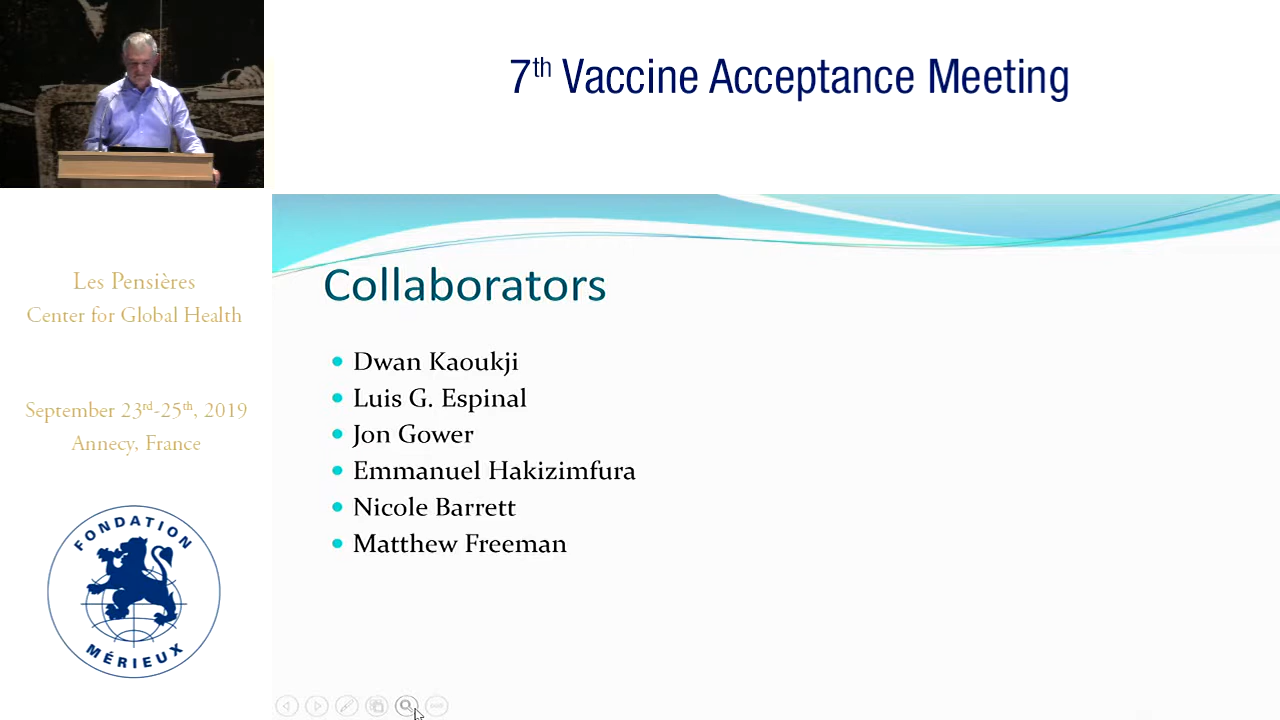 7th Vaccine Acceptance Meeting
Les Pensières
Center for Global Health
September 23rd-25th, 2019
Annecy, France
FONDATION
MÉRIEUX
Collaborators
Dwan Kaoukji
Luis G. Espinal
Jon Gower
Emmanuel Hakizimfura
Nicole Barrett
Matthew Freeman